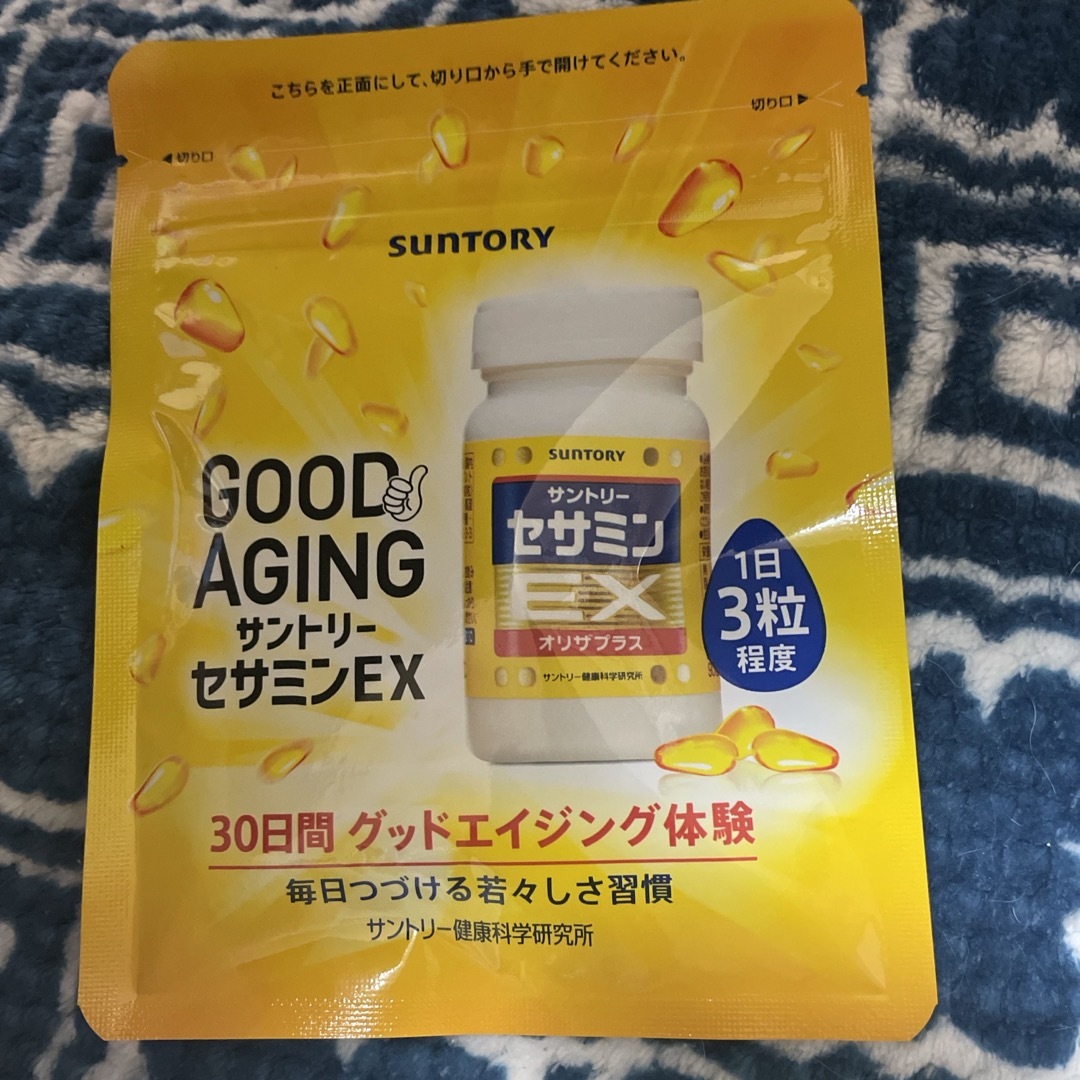 こちらを正面にして、切り口から手で開けてください。
◀切り口
切り口▶
SUNTORY
GOOD
AGING
サントリー
セサミンEX
SUNTORY
サントリー
セサミン
EX
オリザプラス
サントリー健康科学研究所
1日
3粒
程度
30日間 グッドエイジング体験
毎日つづける若々しさ習慣
サントリー健康科学研究所